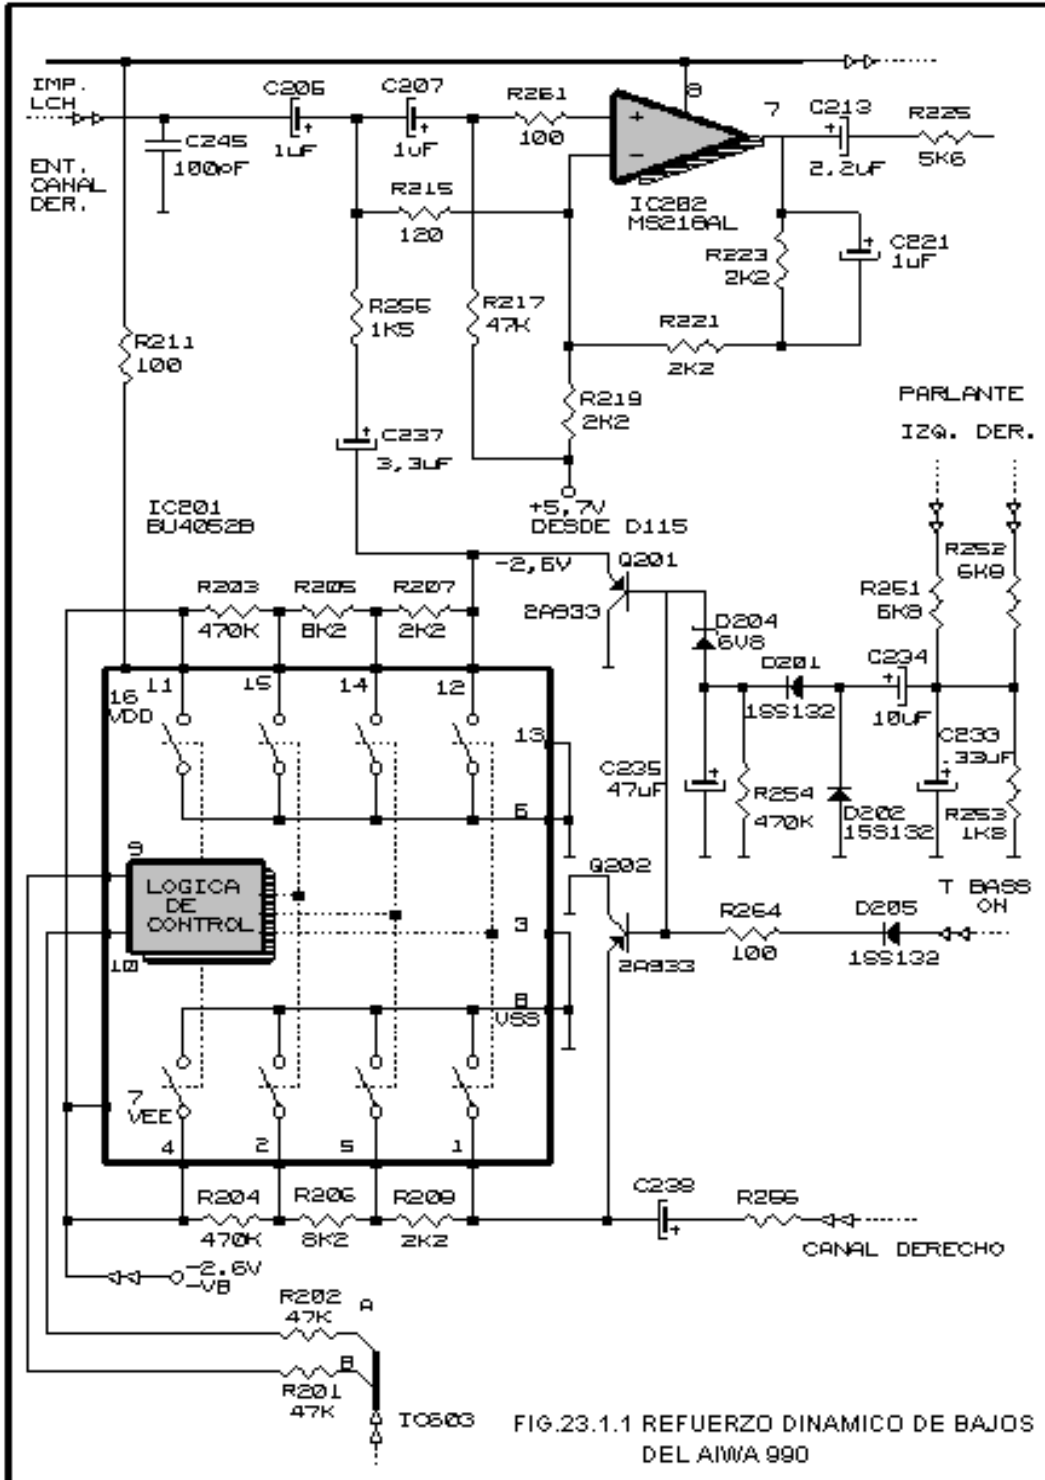 IMP.
LCH
C206
1uF
C207
1uF
R261
100
8
7
C213
2.2uF
R225
5K6
C245
100pF
ENT.
CANAL
DER.
R215
120
IC202
MS218AL
R223
2K2
C221
1uF
R255
1K5
R217
47K
R221
2K2
R211
100
R219
2K2
PARLANTE
IZQ. DER.
C237
3,3uF
+5,7V
DESDE D115
IC201
BU4052B
-2,6V
Q201
2A933
R252
6K8
R251
6K8
R203
470K
R205
8K2
R207
2K2
D204
6V8
D201
1SS132
C234
10uF
16
VDD
11
15
14
12
13
6
C235
47uF
R254
470K
D202
1SS132
C233
.33uF
R253
1K8
9
LOGICA
DE
CONTROL
10
Q202
2A933
3
8
VSS
R264
100
D205
1SS132
T BASS
ON
7
VEE
4
2
5
1
R204
470K
R206
8K2
R208
2K2
C238
R256
CANAL DERECHO
-2.6V
-VB
R202
47K
A
B
R201
47K
IC603
FIG.23.1.1 REFUERZO DINAMICO DE BAJOS
DEL AIWA 990